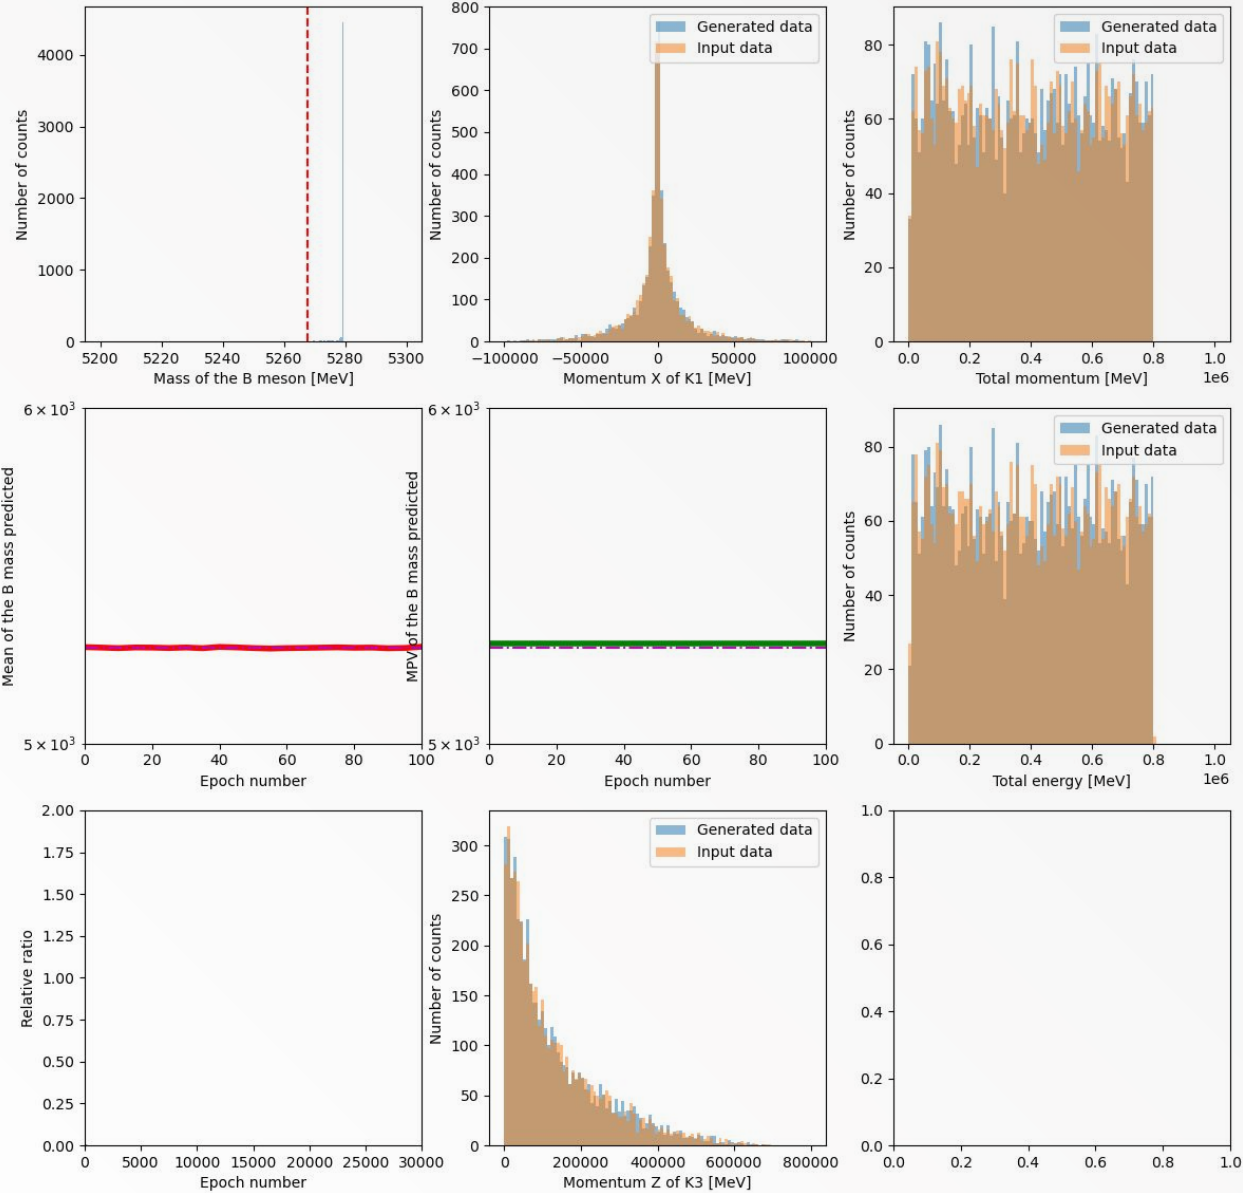 Number of counts
4000
3000
2000
1000
0
5200 5220 5240 5260 5280 5300
Mass of the B meson [MeV]
Number of counts
800
700
600
500
400
300
200
100
0
Generated data
Input data
−100000 −50000 0 50000 100000
Momentum X of K1 [MeV]
Number of counts
80
60
40
20
0
Generated data
Input data
0.0 0.2 0.4 0.6 0.8 1.0
1e6
Total momentum [MeV]
Mean of the B mass predicted
6 × 10³
5 × 10³
0 20 40 60 80 100
Epoch number
MPV of the B mass predicted
6 × 10³
5 × 10³
0 20 40 60 80 100
Epoch number
Number of counts
80
60
40
20
0
Generated data
Input data
0.0 0.2 0.4 0.6 0.8 1.0
1e6
Total energy [MeV]
Relative ratio
2.00
1.75
1.50
1.25
1.00
0.75
0.50
0.25
0.00
0 5000 10000 15000 20000 25000 30000
Epoch number
Number of counts
300
250
200
150
100
50
0
Generated data
Input data
0 200000 400000 600000 800000
Momentum Z of K3 [MeV]
1.0
0.8
0.6
0.4
0.2
0.0
0.0 0.2 0.4 0.6 0.8 1.0